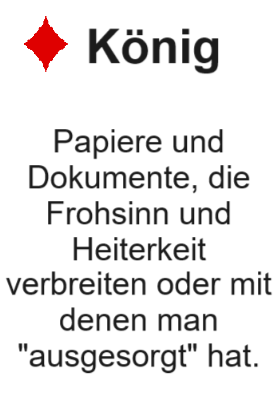 König
Papiere und
Dokumente, die
Frohsinn und
Heiterkeit
verbreiten oder mit
denen man
"ausgesorgt" hat.